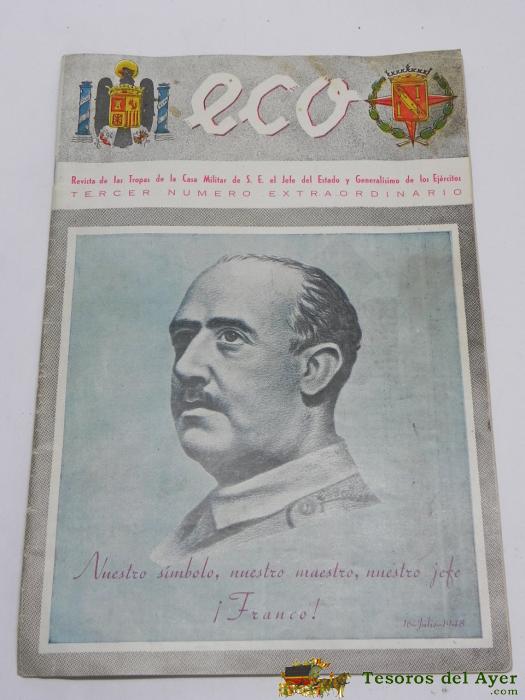 eco
Revista de las Tropas de la Casa Militar de S. E. el Jefe del Estado y Generalísimo de los Ejércitos
TERCER NUMERO EXTRAORDINARIO
Nuestro símbolo, nuestro maestro, nuestro jefe
¡Franco!
16-Julio-1948
Tesoros del Ayer
.com